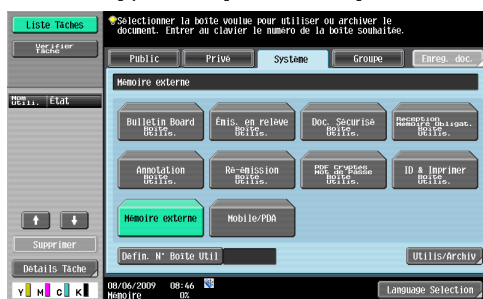 Liste Tâches
Vérifier
Tâche
Sélectionner la boîte voulue pour utiliser ou archiver le
document. Entrer au clavier le numéro de la boîte souhaitée.
Public
Privé
Système
Groupe
Enreg. doc.
Mémoire externe
Nom
Utili.
État
Bulletin Board
Boîte
Utilis.
Émis. en relève
Boîte
Utilis.
Doc. Sécurisé
Boîte
Utilis.
Réception
Mémoire Obligat.
Boîte
Utilis.
Annotation
Boîte
Utilis.
Ré-émission
Boîte
Utilis.
PDF Cryptés
Mot de Passe
Boîte
Utilis.
ID & Imprimer
Boîte
Utilis.
Mémoire externe
Mobile/PDA
Supprimer
Défin. N° Boîte Util
Utilis/Archiv
Détails Tâche
Y M C K
08/06/2009 08:46
Mémoire 0%
Language Selection